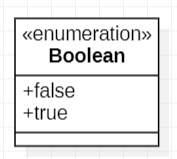 «enumeration»
Boolean
+false
+true